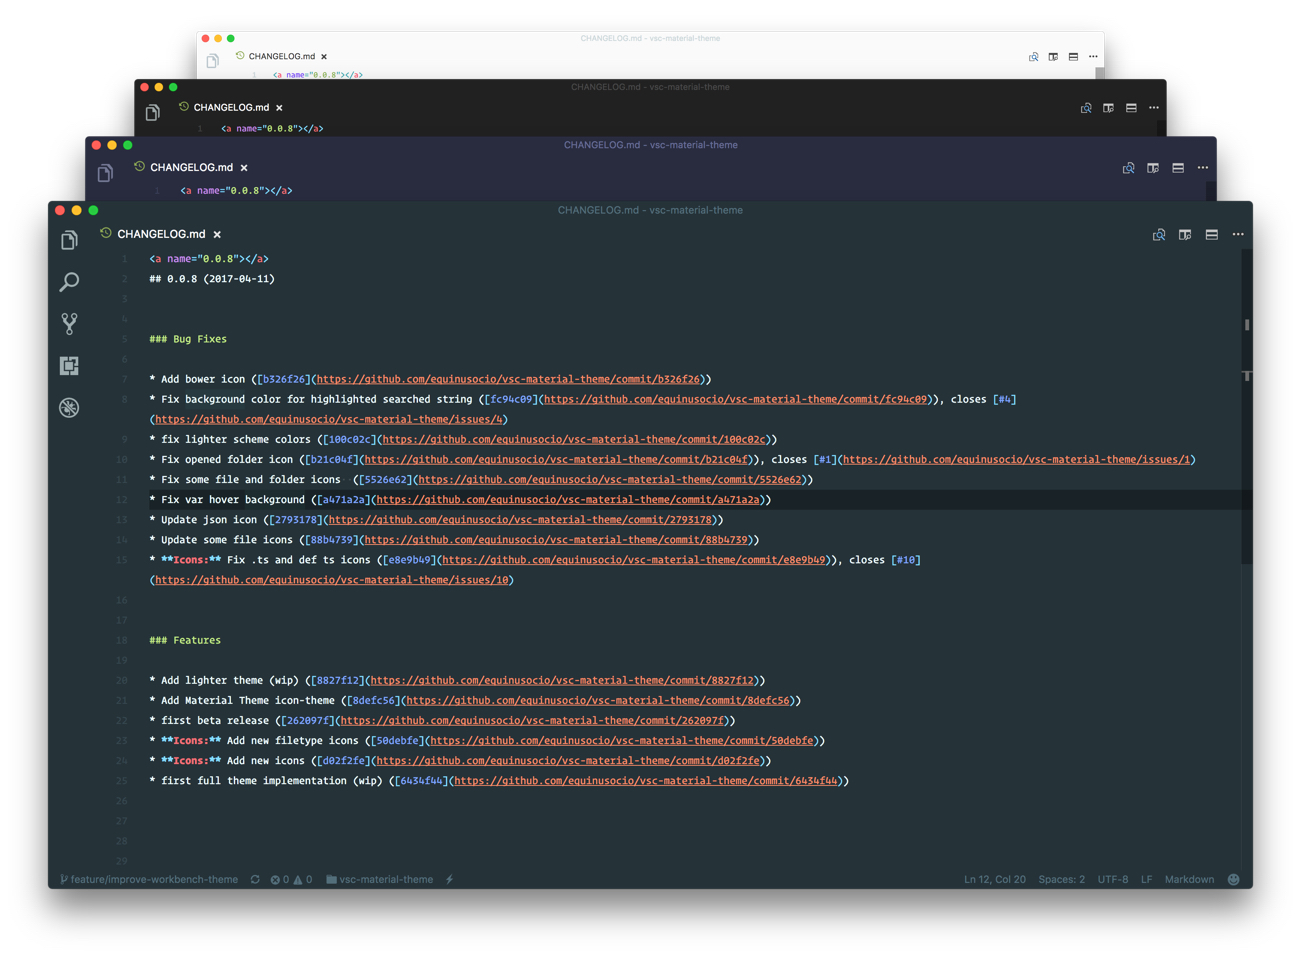 CHANGELOG.md - vsc-material-theme
CHANGELOG.md
1 <a name="0.0.8"></a>
CHANGELOG.md - vsc-material-theme
CHANGELOG.md
1 <a name="0.0.8"></a>
CHANGELOG.md - vsc-material-theme
CHANGELOG.md
1 <a name="0.0.8"></a>
CHANGELOG.md - vsc-material-theme
CHANGELOG.md
1 <a name="0.0.8"></a>
2 ## 0.0.8 (2017-04-11)
3
4
5 ### Bug Fixes
6
7 * Add bower icon ([b326f26](https://github.com/equinusocio/vsc-material-theme/commit/b326f26))
8 * Fix background color for highlighted searched string ([fc94c09](https://github.com/equinusocio/vsc-material-theme/commit/fc94c09)), closes [#4]
(https://github.com/equinusocio/vsc-material-theme/issues/4)
9 * fix lighter scheme colors ([100c02c](https://github.com/equinusocio/vsc-material-theme/commit/100c02c))
10 * Fix opened folder icon ([b21c04f](https://github.com/equinusocio/vsc-material-theme/commit/b21c04f)), closes [#1](https://github.com/equinusocio/vsc-material-theme/issues/1)
11 * Fix some file and folder icons  ([5526e62](https://github.com/equinusocio/vsc-material-theme/commit/5526e62))
12 * Fix var hover background ([a471a2a](https://github.com/equinusocio/vsc-material-theme/commit/a471a2a))
13 * Update json icon ([2793178](https://github.com/equinusocio/vsc-material-theme/commit/2793178))
14 * Update some file icons ([88b4739](https://github.com/equinusocio/vsc-material-theme/commit/88b4739))
15 * **Icons:** Fix .ts and def ts icons ([e8e9b49](https://github.com/equinusocio/vsc-material-theme/commit/e8e9b49)), closes [#10]
(https://github.com/equinusocio/vsc-material-theme/issues/10)
16
17
18 ### Features
19
20 * Add lighter theme (wip) ([8827f12](https://github.com/equinusocio/vsc-material-theme/commit/8827f12))
21 * Add Material Theme icon-theme ([8defc56](https://github.com/equinusocio/vsc-material-theme/commit/8defc56))
22 * first beta release ([262097f](https://github.com/equinusocio/vsc-material-theme/commit/262097f))
23 * **Icons:** Add new filetype icons ([50debfe](https://github.com/equinusocio/vsc-material-theme/commit/50debfe))
24 * **Icons:** Add new icons ([d02f2fe](https://github.com/equinusocio/vsc-material-theme/commit/d02f2fe))
25 * first full theme implementation (wip) ([6434f44](https://github.com/equinusocio/vsc-material-theme/commit/6434f44))
26
27
28
29
feature/improve-workbench-theme 0 0 vsc-material-theme Ln 12, Col 20 Spaces: 2 UTF-8 LF Markdown